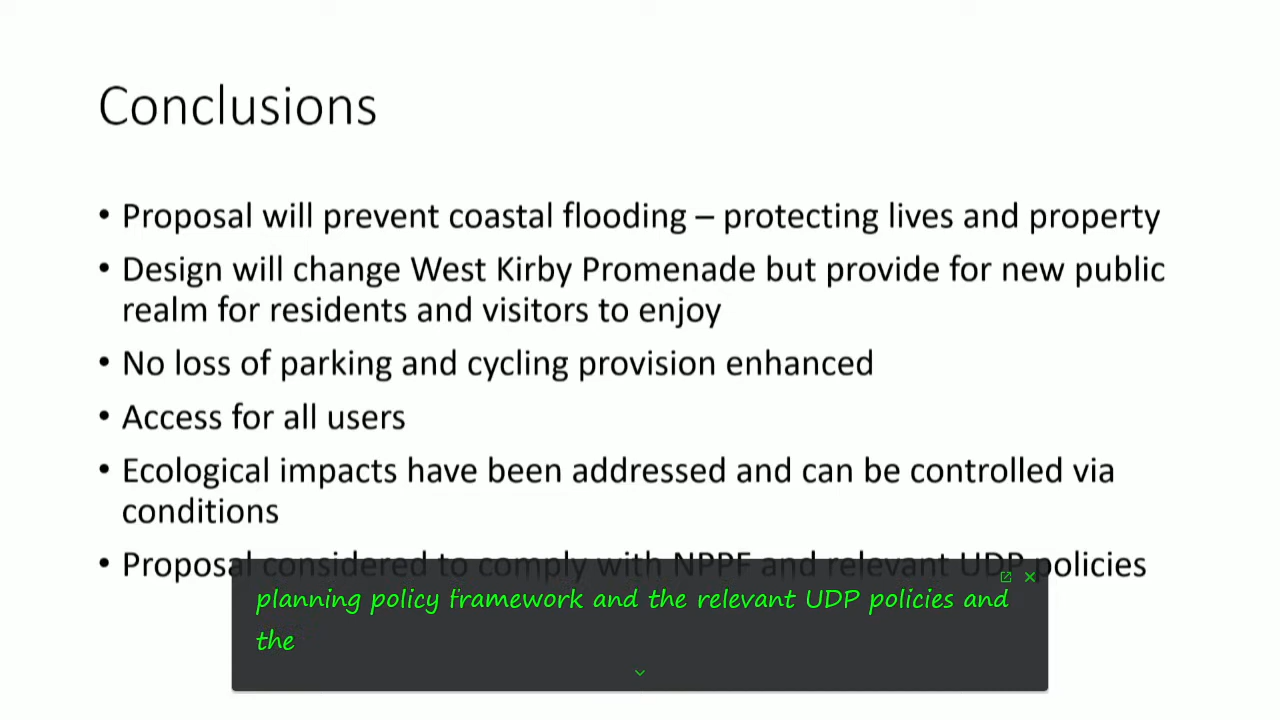 Conclusions
• Proposal will prevent coastal flooding – protecting lives and property
• Design will change West Kirby Promenade but provide for new public
realm for residents and visitors to enjoy
• No loss of parking and cycling provision enhanced
• Access for all users
• Ecological impacts have been addressed and can be controlled via
conditions
• Proposal considered to comply with NPPF and relevant UDP policies
planning policy framework and the relevant UDP policies and
the